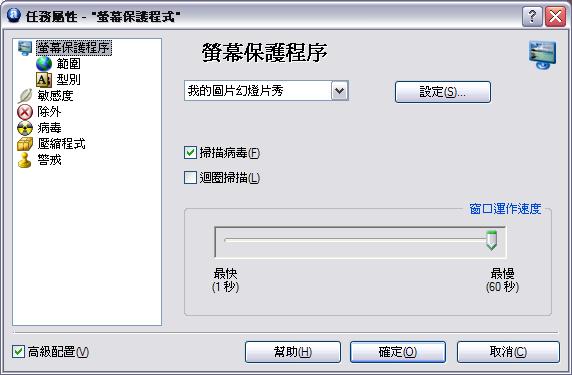 任務屬性 - "螢幕保護程式"
螢幕保護程序
範圍
型別
敏感度
除外
病毒
壓縮程式
警戒
螢幕保護程序
我的圖片幻燈片秀
設定(S)...
掃描病毒(F)
迴圈掃描(L)
窗口運作速度
最快
(1 秒)
最慢
(60 秒)
高級配置(V)
幫助(H)
確定(O)
取消(C)